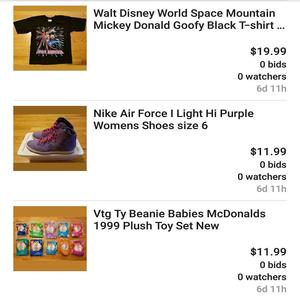 Walt Disney World Space Mountain
Mickey Donald Goofy Black T-shirt ...
$19.99
0 bids
0 watchers
6d 11h
Nike Air Force I Light Hi Purple
Womens Shoes size 6
$11.99
0 bids
0 watchers
6d 11h
Vtg Ty Beanie Babies McDonalds
1999 Plush Toy Set New
$11.99
0 bids
0 watchers
6d 11h